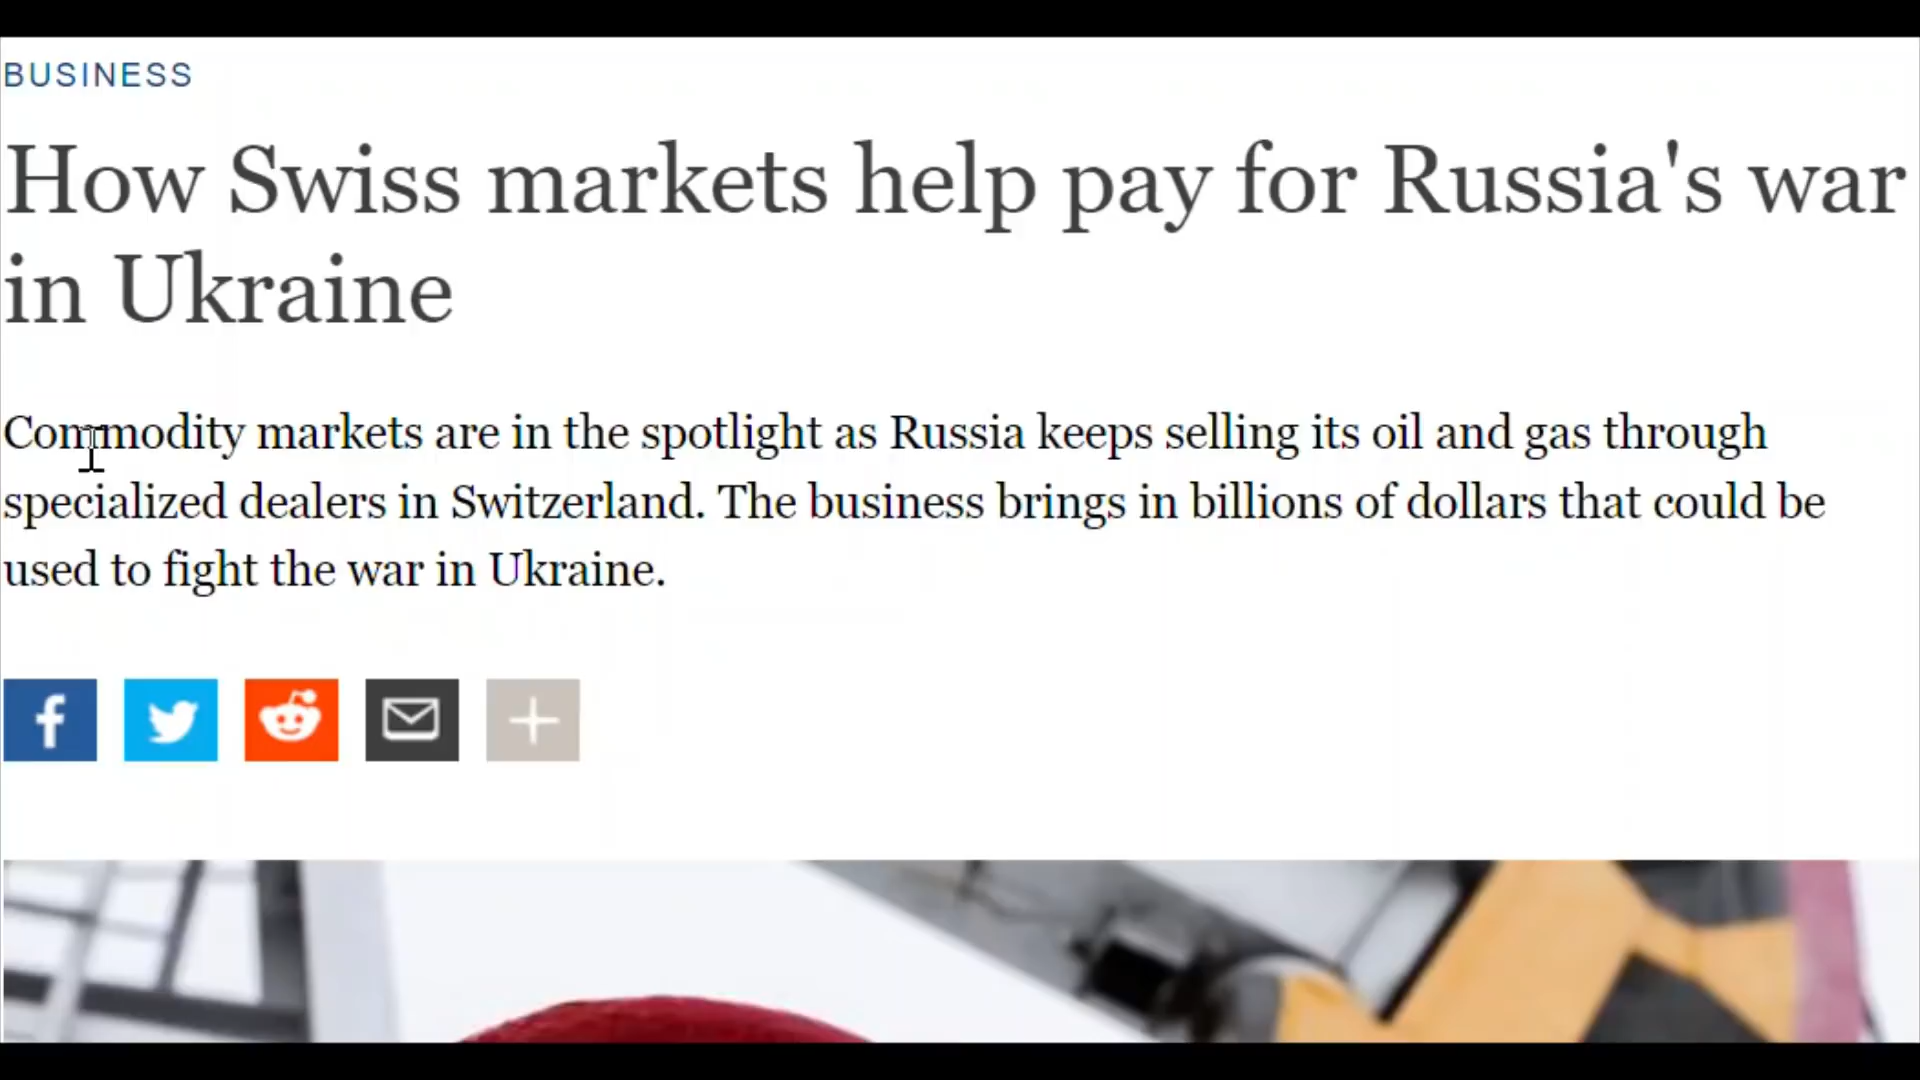 BUSINESS
How Swiss markets help pay for Russia's war
in Ukraine
Commodity markets are in the spotlight as Russia keeps selling its oil and gas through
specialized dealers in Switzerland. The business brings in billions of dollars that could be
used to fight the war in Ukraine.